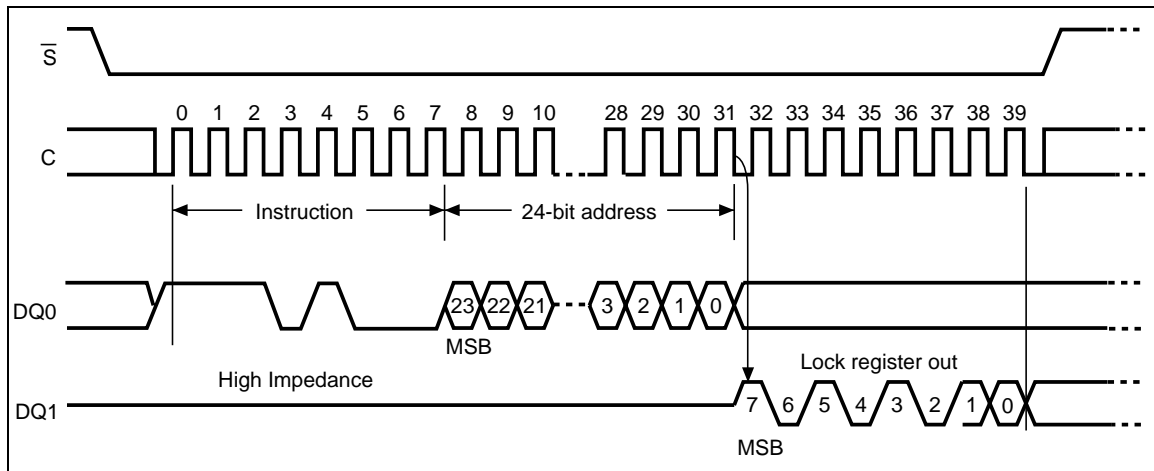 S
0 1 2 3 4 5 6 7 8 9 10 28 29 30 31 32 33 34 35 36 37 38 39
C
Instruction 24-bit address
DQ0 23 22 21 3 2 1 0
MSB
High Impedance Lock register out
DQ1 7 6 5 4 3 2 1 0
MSB